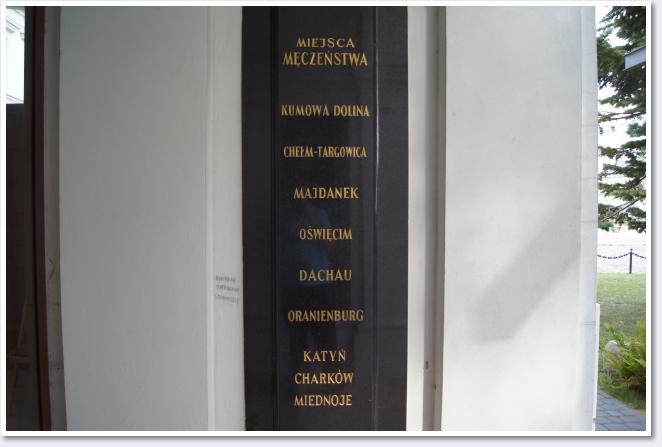 MIEJSCA
MĘCZEŃSTWA
KUMOWA DOLINA
CHEŁM-TARGOWICA
MAJDANEK
OŚWIĘCIM
DACHAU
ORANIENBURG
KATYŃ
CHARKÓW
MIEDNOJE